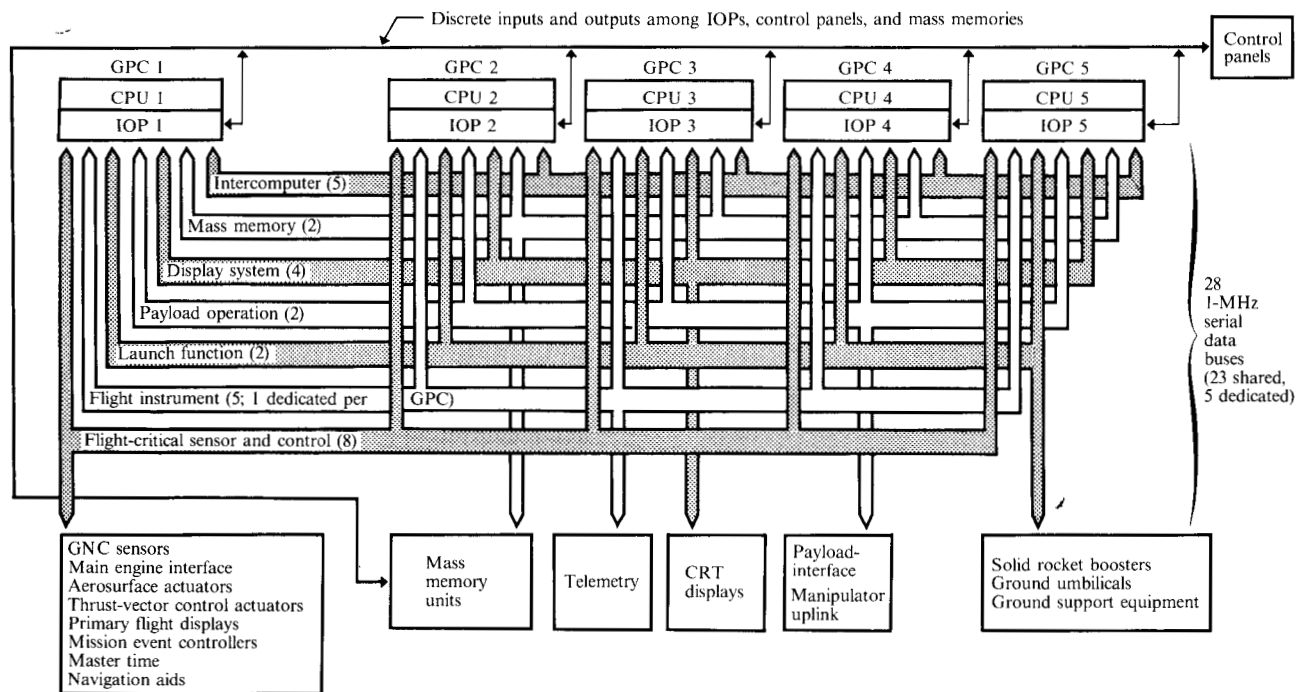 Discrete inputs and outputs among IOPs, control panels, and mass memories
Control
panels
GPC 1
GPC 2
GPC 3
GPC 4
GPC 5
CPU 1
CPU 2
CPU 3
CPU 4
CPU 5
IOP 1
IOP 2
IOP 3
IOP 4
IOP 5
Intercomputer (5)
Mass memory (2)
Display system (4)
Payload operation (2)
Launch function (2)
Flight instrument (5; 1 dedicated per GPC)
Flight-critical sensor and control (8)
28
1-MHz
serial
data
buses
(23 shared,
5 dedicated)
GNC sensors
Main engine interface
Aerosurface actuators
Thrust-vector control actuators
Primary flight displays
Mission event controllers
Master time
Navigation aids
Mass
memory
units
Telemetry
CRT
displays
Payload-
interface
Manipulator
uplink
Solid rocket boosters
Ground umbilicals
Ground support equipment